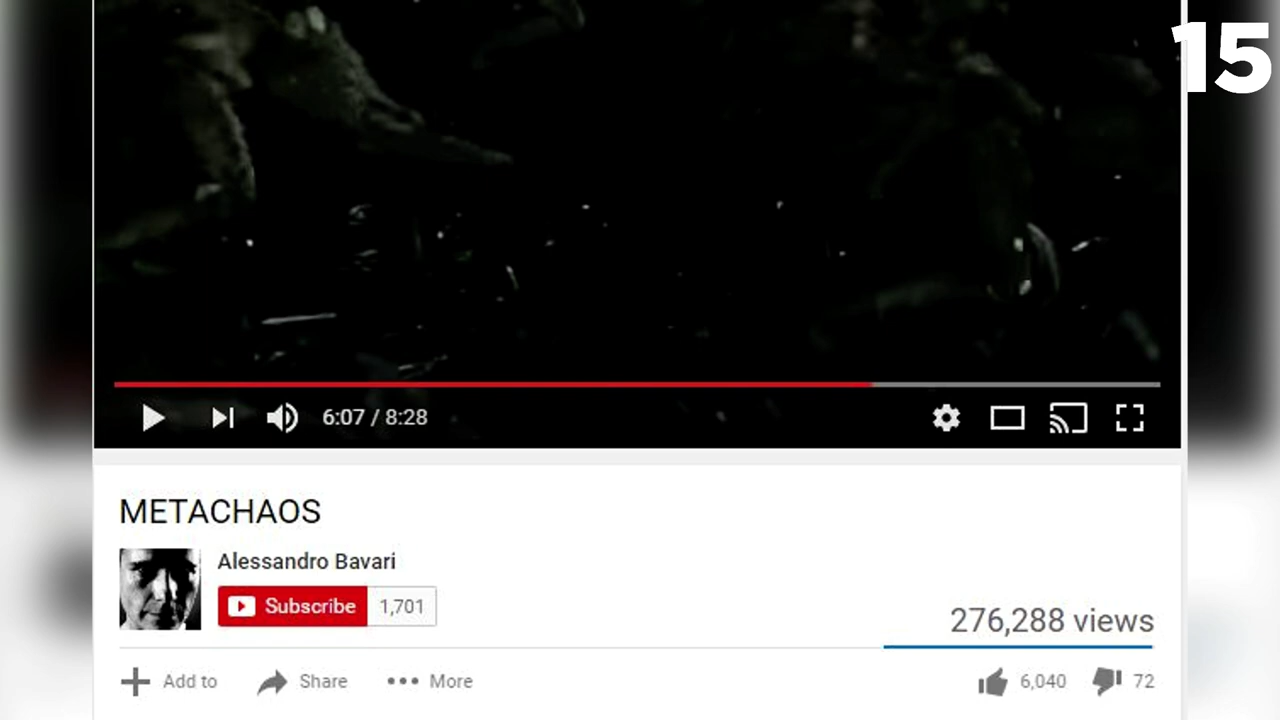 15
6:07 / 8:28
METACHAOS
Alessandro Bavari
Subscribe 1,701
276,288 views
Add to Share More 6,040 72